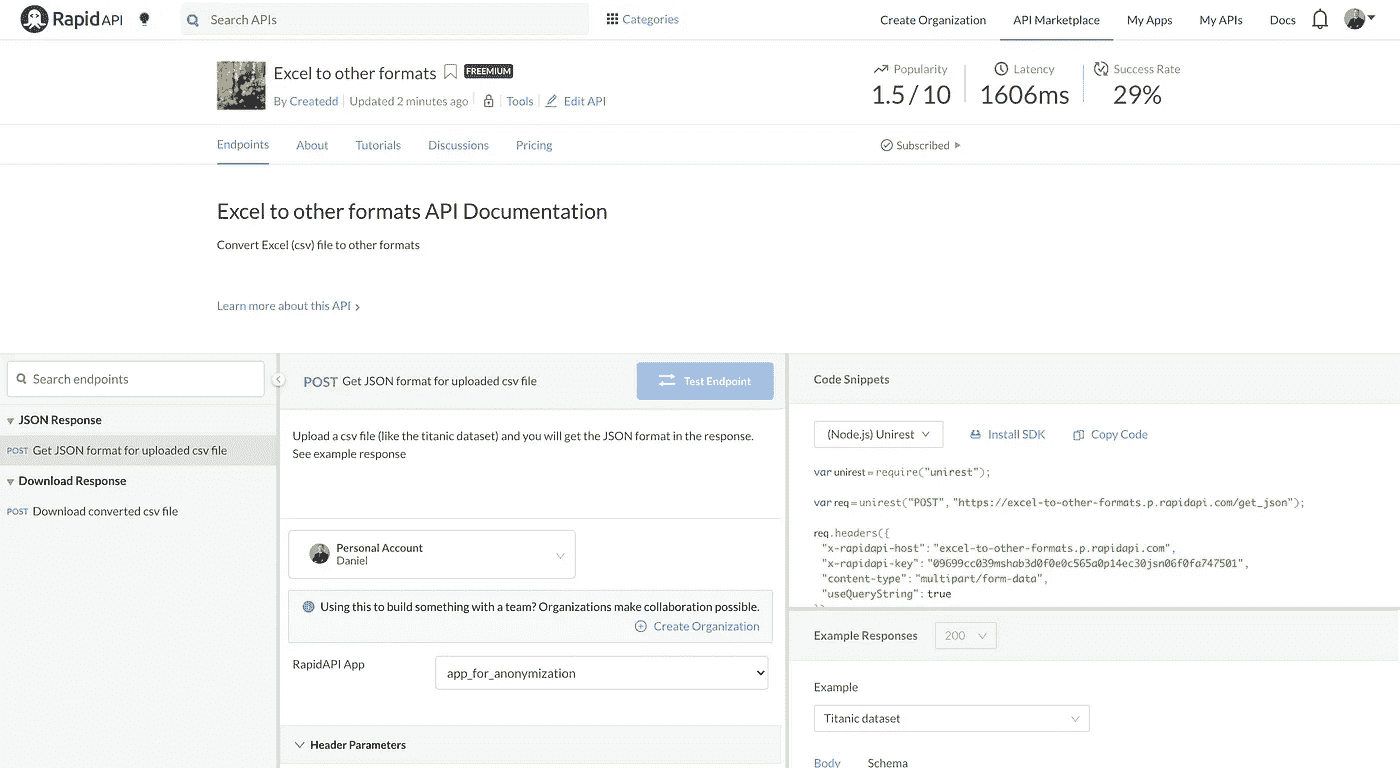 RapidAPI
Search APIs
Categories
Create Organization
API Marketplace
My Apps
My APIs
Docs
Excel to other formats
FREEMIUM
By Createdd
Updated 2 minutes ago
Tools
Edit API
Popularity
1.5 / 10
Latency
1606ms
Success Rate
29%
Endpoints
About
Tutorials
Discussions
Pricing
Subscribed
Excel to other formats API Documentation
Convert Excel (csv) file to other formats
Learn more about this API
Search endpoints
JSON Response
POST Get JSON format for uploaded csv file
Download Response
POST Download converted csv file
POST Get JSON format for uploaded csv file
Test Endpoint
Upload a csv file (like the titanic dataset) and you will get the JSON format in the response.
See example response
Personal Account
Daniel
Using this to build something with a team? Organizations make collaboration possible.
Create Organization
RapidAPI App
app_for_anonymization
Header Parameters
Code Snippets
(Node.js) Unirest
Install SDK
Copy Code
var unirest = require("unirest");
var req = unirest("POST", "https://excel-to-other-formats.p.rapidapi.com/get_json");
req.headers({
"x-rapidapi-host": "excel-to-other-formats.p.rapidapi.com",
"x-rapidapi-key": "09699cc039mshab3d0f0e0c565a0p14ec30jsn06f0fa747501",
"content-type": "multipart/form-data",
"useQueryString": true
Example Responses
200
Example
Titanic dataset
Body
Schema